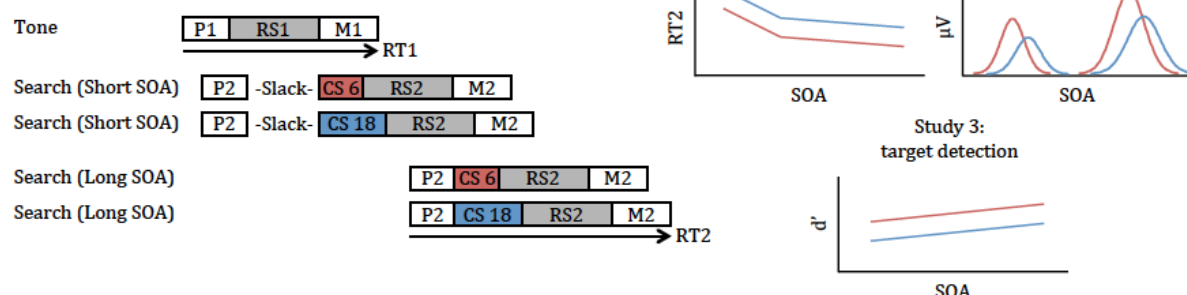 Tone P1 RS1 M1
RT1
Search (Short SOA) P2 -Slack- CS 6 RS2 M2
Search (Short SOA) P2 -Slack- CS 18 RS2 M2
Search (Long SOA) P2 CS 6 RS2 M2
Search (Long SOA) P2 CS 18 RS2 M2
RT2
RT2
SOA
μV
SOA
Study 3:
target detection
d'
SOA